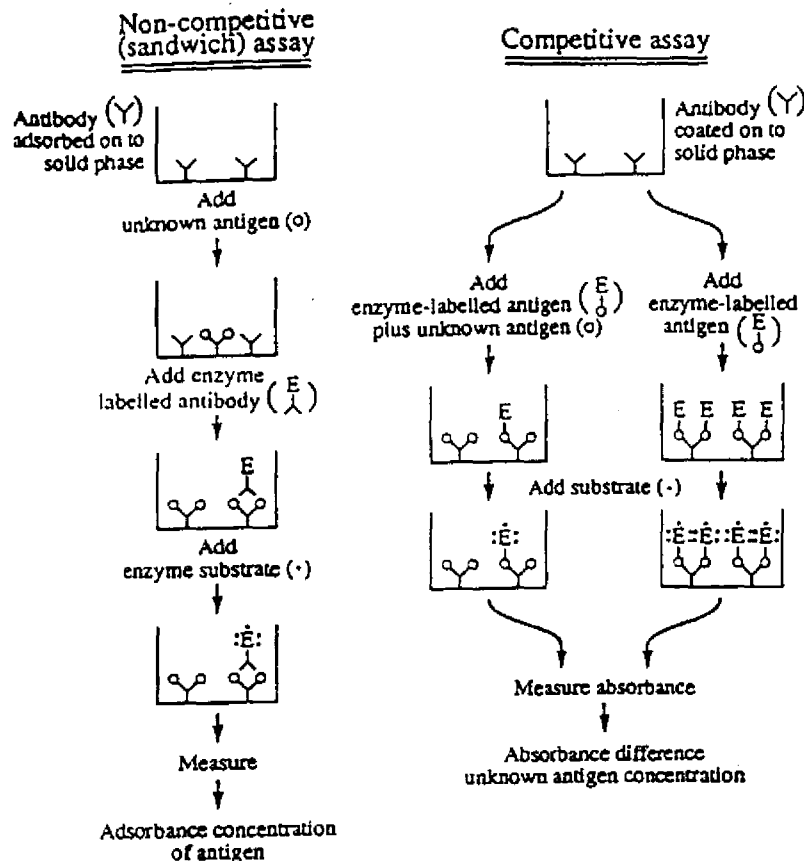 Non-competitive
(sandwich) assay
Antibody (Y)
adsorbed on to
solid phase
Add
unknown antigen (o)
Add enzyme
labelled antibody (E)
Add
enzyme substrate (·)
E
:E:
Measure
Adsorbance concentration
of antigen
Competitive assay
Antibody (Y)
coated on to
solid phase
Add
enzyme-labelled antigen (E)
plus unknown antigen (o)
Add
enzyme-labelled
antigen (E)
E
E E E E
Add substrate (·)
:E:
:E::E::E::E:
Measure absorbance
Absorbance difference
unknown antigen concentration